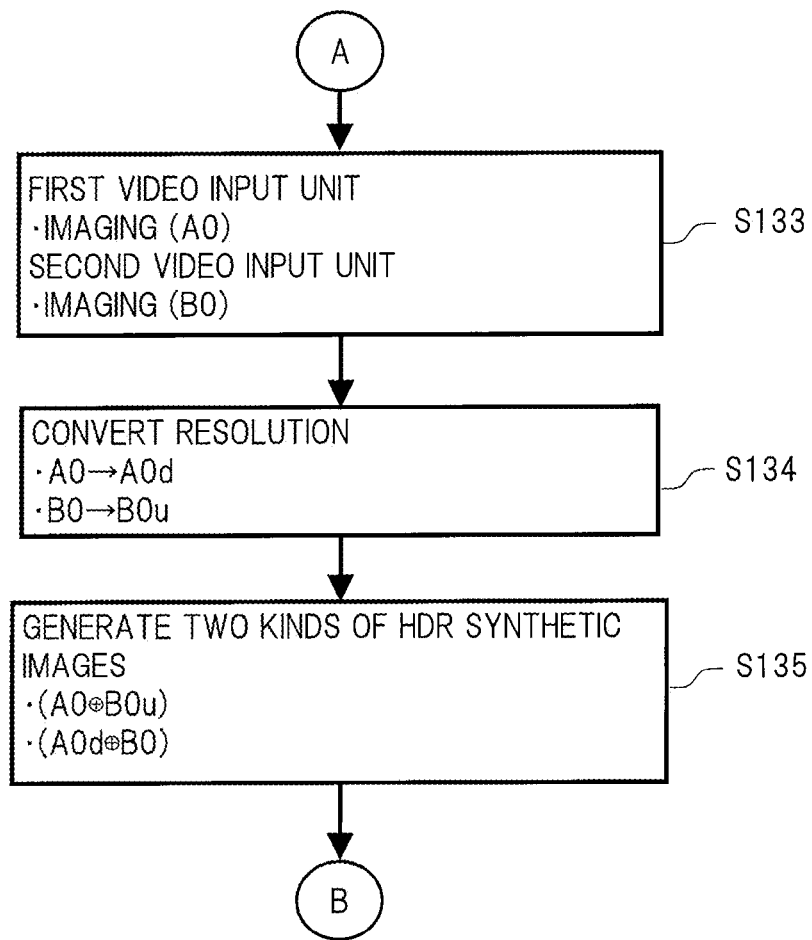 A
FIRST VIDEO INPUT UNIT
·IMAGING (A0)
SECOND VIDEO INPUT UNIT
·IMAGING (B0)
S133
CONVERT RESOLUTION
·A0→A0d
·B0→B0u
S134
GENERATE TWO KINDS OF HDR SYNTHETIC
IMAGES
·(A0⊕B0u)
·(A0d⊕B0)
S135
B